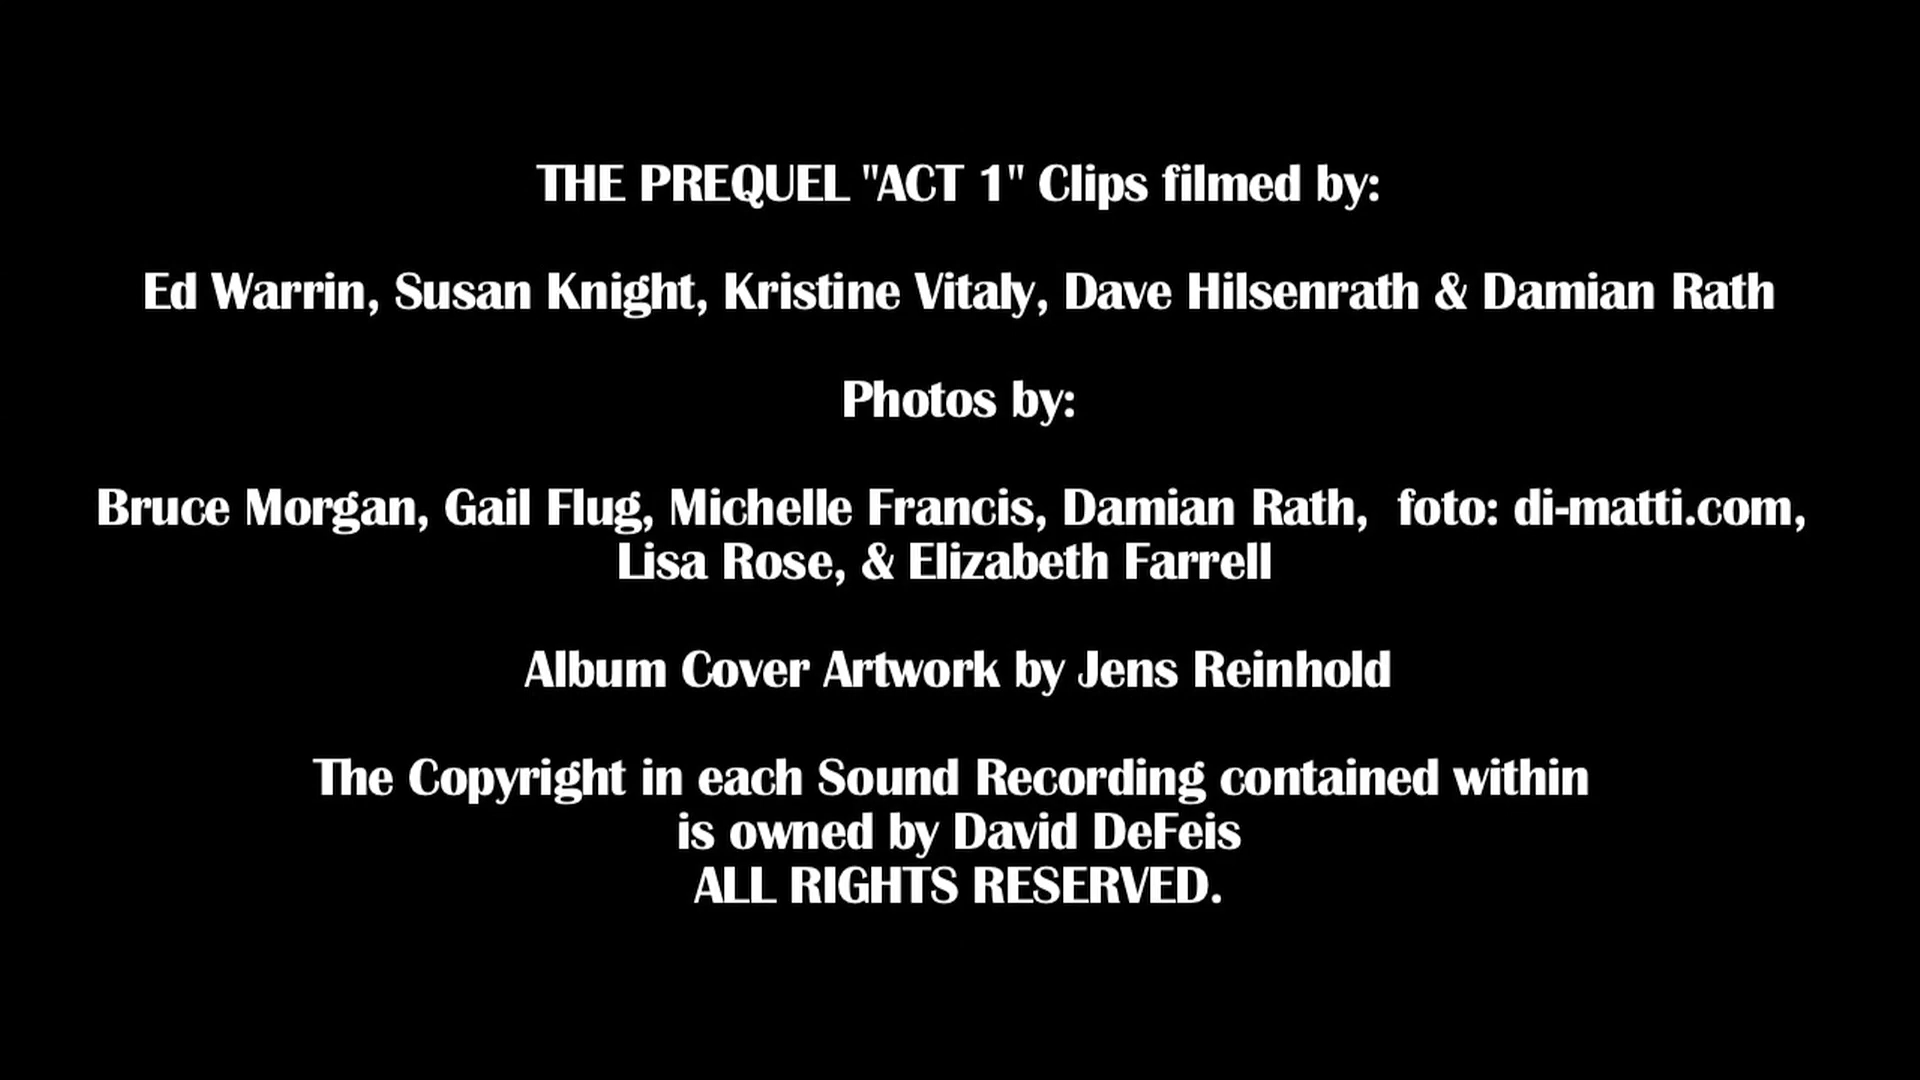 THE PREQUEL "ACT 1" Clips filmed by:
Ed Warrin, Susan Knight, Kristine Vitaly, Dave Hilsenrath & Damian Rath
Photos by:
Bruce Morgan, Gail Flug, Michelle Francis, Damian Rath,  foto: di-matti.com,
Lisa Rose, & Elizabeth Farrell
Album Cover Artwork by Jens Reinhold
The Copyright in each Sound Recording contained within
is owned by David DeFeis
ALL RIGHTS RESERVED.